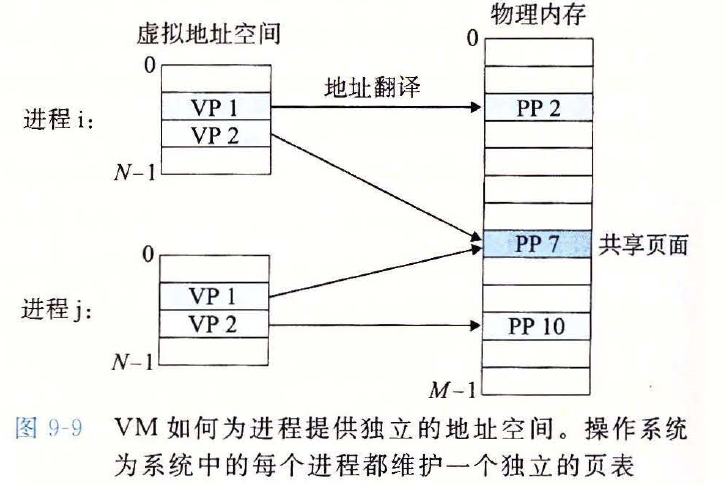 虚拟地址空间
物理内存
0
0
地址翻译
进程 i：
VP 1
PP 2
VP 2
N–1
PP 7
共享页面
0
进程 j：
VP 1
VP 2
PP 10
N–1
M–1
图 9-9 VM 如何为进程提供独立的地址空间。操作系统
为系统中的每个进程都维护一个独立的页表